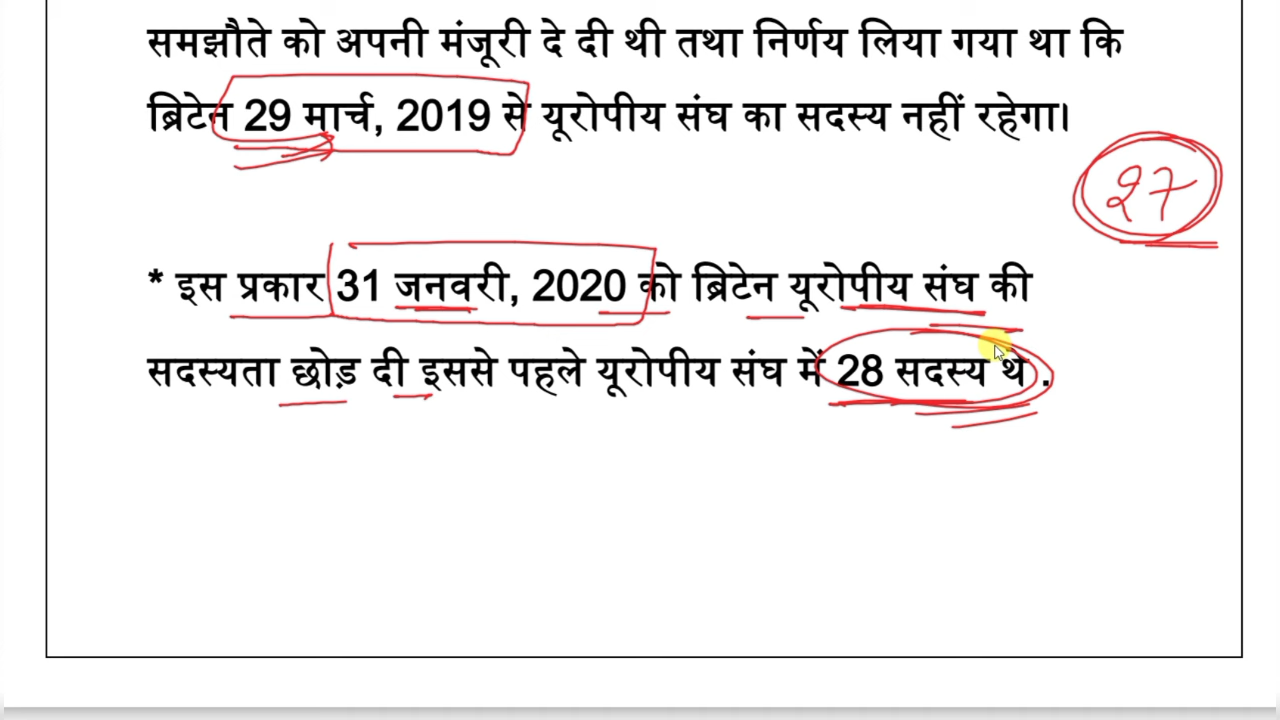 समझौते को अपनी मंजूरी दे दी थी तथा निर्णय लिया गया था कि
ब्रिटेन 29 मार्च, 2019 से यूरोपीय संघ का सदस्य नहीं रहेगा।
27
* इस प्रकार 31 जनवरी, 2020 को ब्रिटेन यूरोपीय संघ की
सदस्यता छोड़ दी इससे पहले यूरोपीय संघ में 28 सदस्य थे .